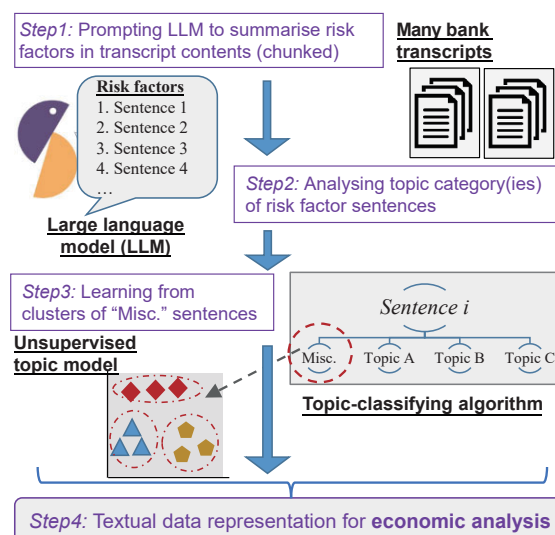 Step1: Prompting LLM to summarise risk
factors in transcript contents (chunked)
Many bank
transcripts
Risk factors
1. Sentence 1
2. Sentence 2
3. Sentence 3
4. Sentence 4
…
Large language
model (LLM)
Step2: Analysing topic category(ies)
of risk factor sentences
Step3: Learning from
clusters of “Misc.” sentences
Unsupervised
topic model
Sentence i
Misc. Topic A Topic B Topic C
Topic-classifying algorithm
Step4: Textual data representation for economic analysis